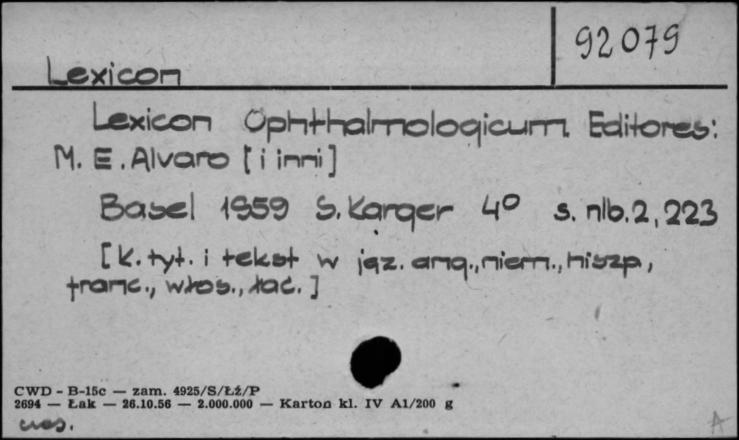 92079
Lexicon
Lexicon Ophthalmologicum. Editores:
M. E. Alvaro [i inni]
Basel 1959 S. Karger 4° s. nlb. 2, 223
[K. tyt. i tekst w jęz. ang., niem., hiszp.,
franc., włos., łac.]
CWD - B-15c — zam. 4925/S/Łź/P
2694 — Łak — 26.10.56 — 2.000.000 — Karton kl. IV A1/200 g
A